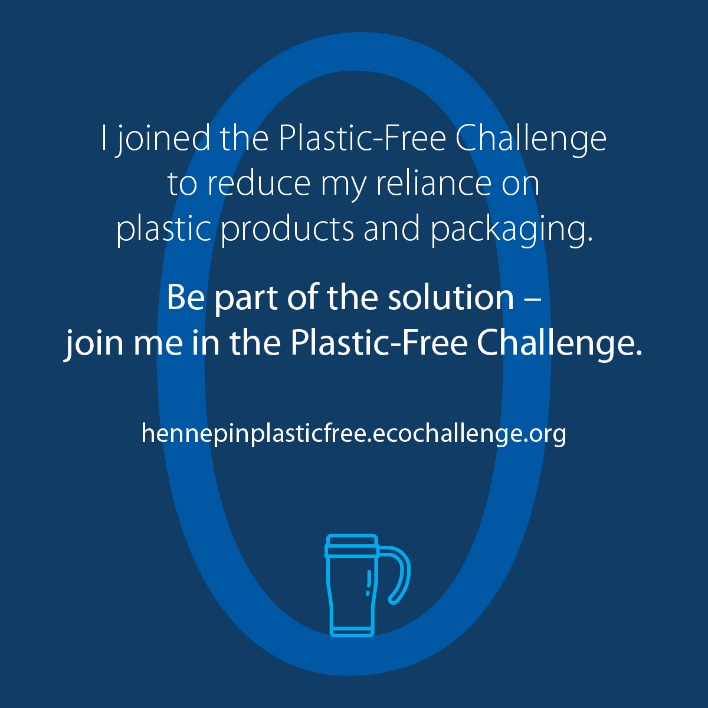 I joined the Plastic-Free Challenge
to reduce my reliance on
plastic products and packaging.
Be part of the solution –
join me in the Plastic-Free Challenge.
hennepinplasticfree.ecochallenge.org